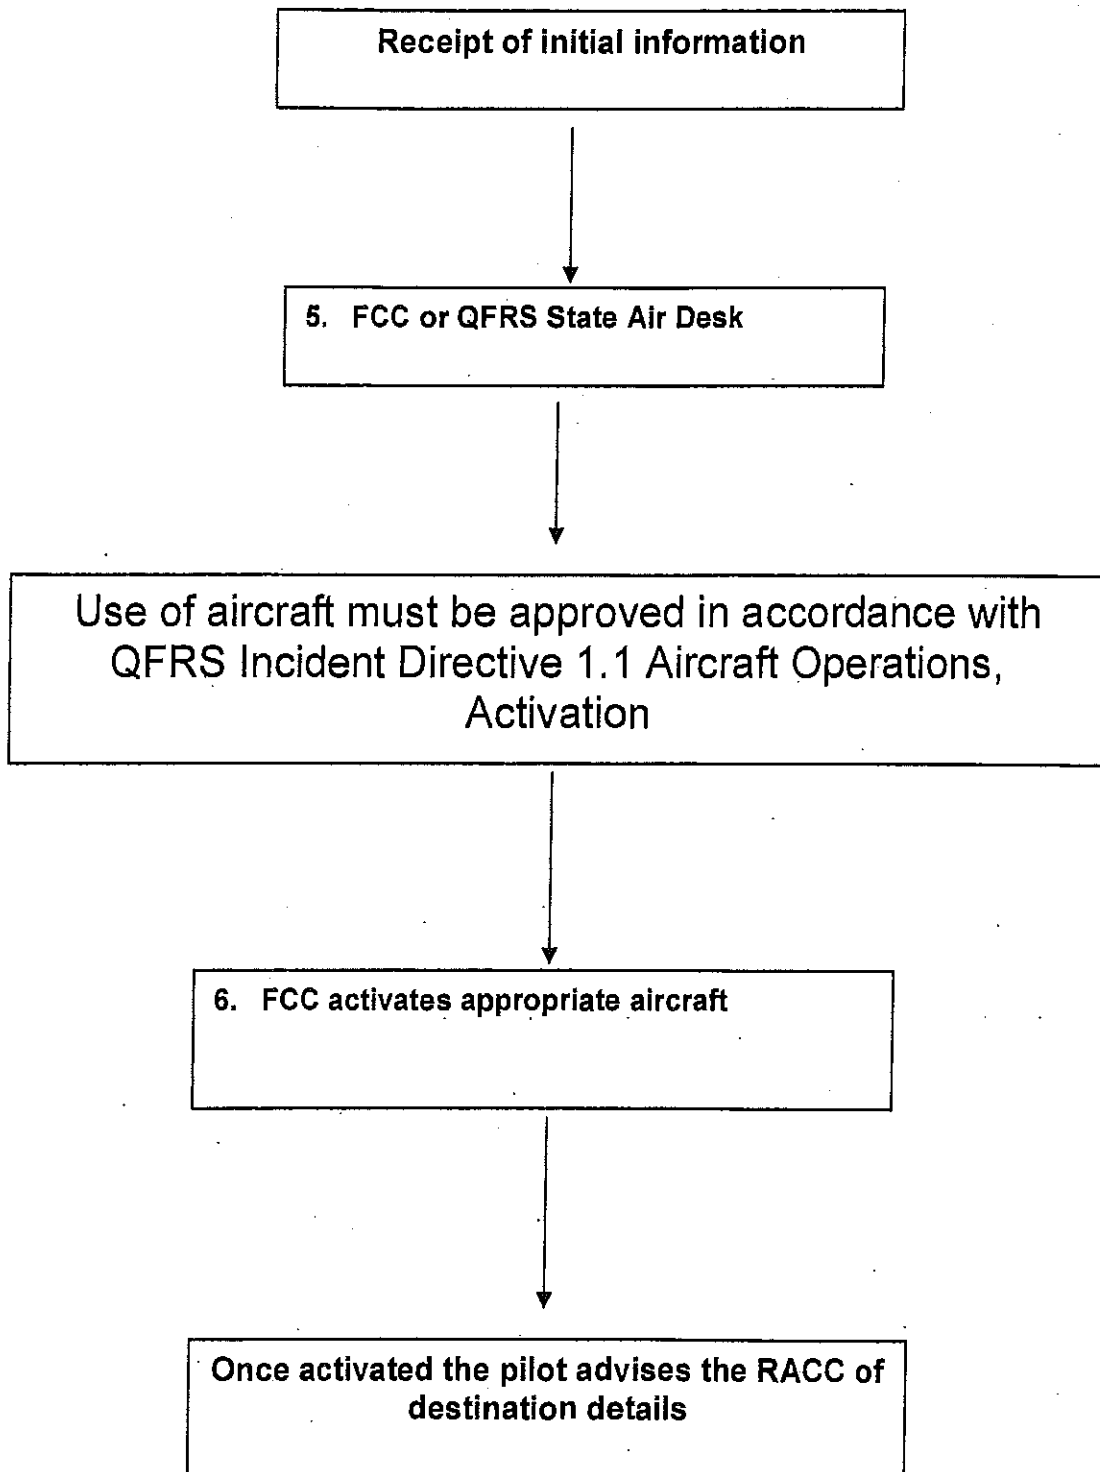 Receipt of initial information
5. FCC or QFRS State Air Desk
Use of aircraft must be approved in accordance with
QFRS Incident Directive 1.1 Aircraft Operations,
Activation
6. FCC activates appropriate aircraft
Once activated the pilot advises the RACC of
destination details